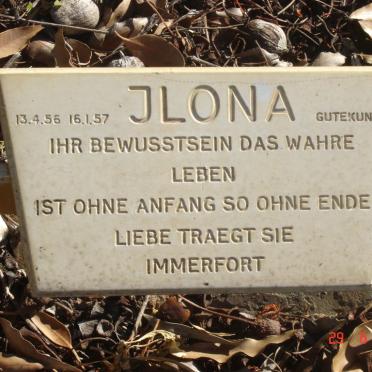 13.4.56 16.1.57 JLONA GUTEKUN
IHR BEWUSSTSEIN DAS WAHRE
LEBEN
IST OHNE ANFANG SO OHNE ENDE
LIEBE TRAEGT SIE
IMMERFORT